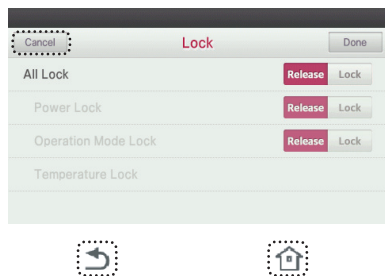 Cancel Lock Done
All Lock Release Lock
Power Lock Release Lock
Operation Mode Lock Release Lock
Temperature Lock